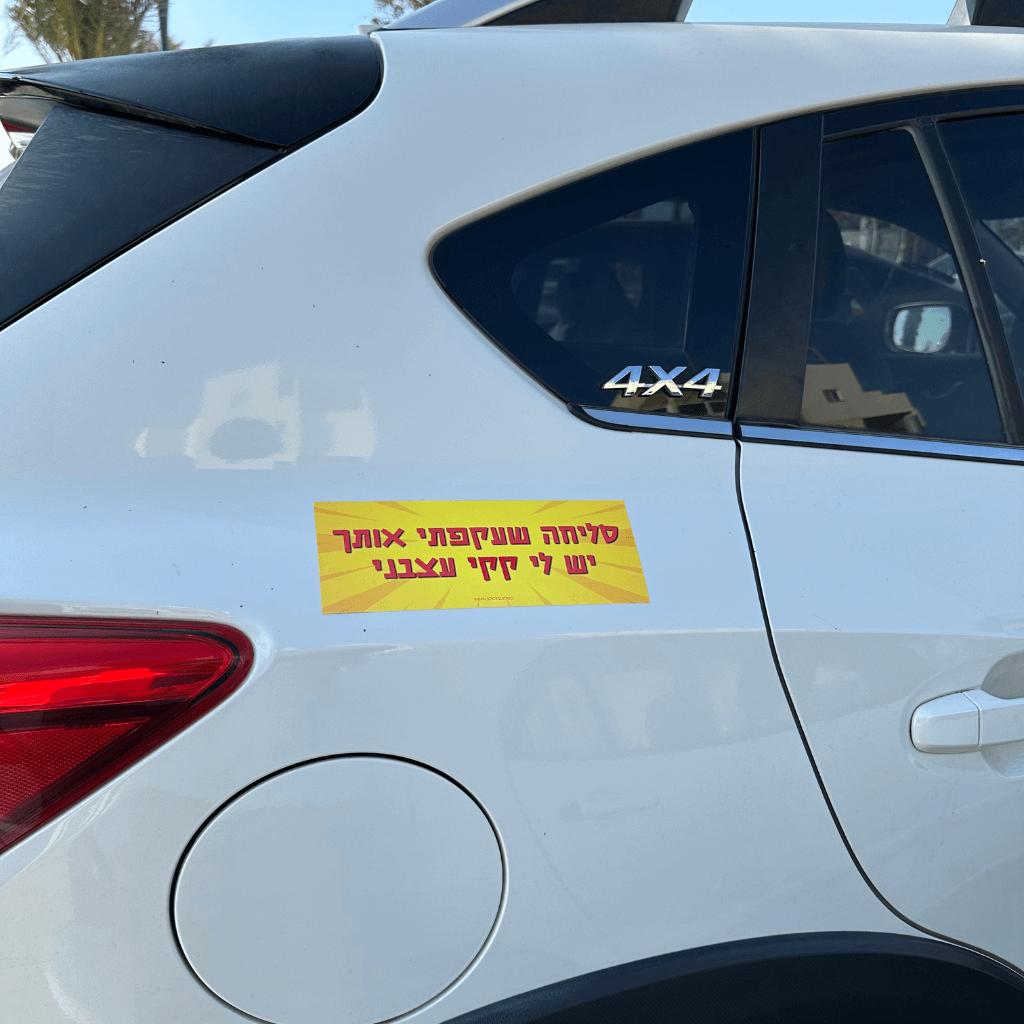 4X4
סליחה שעקפתי אותך
יש לי קקי עצבני